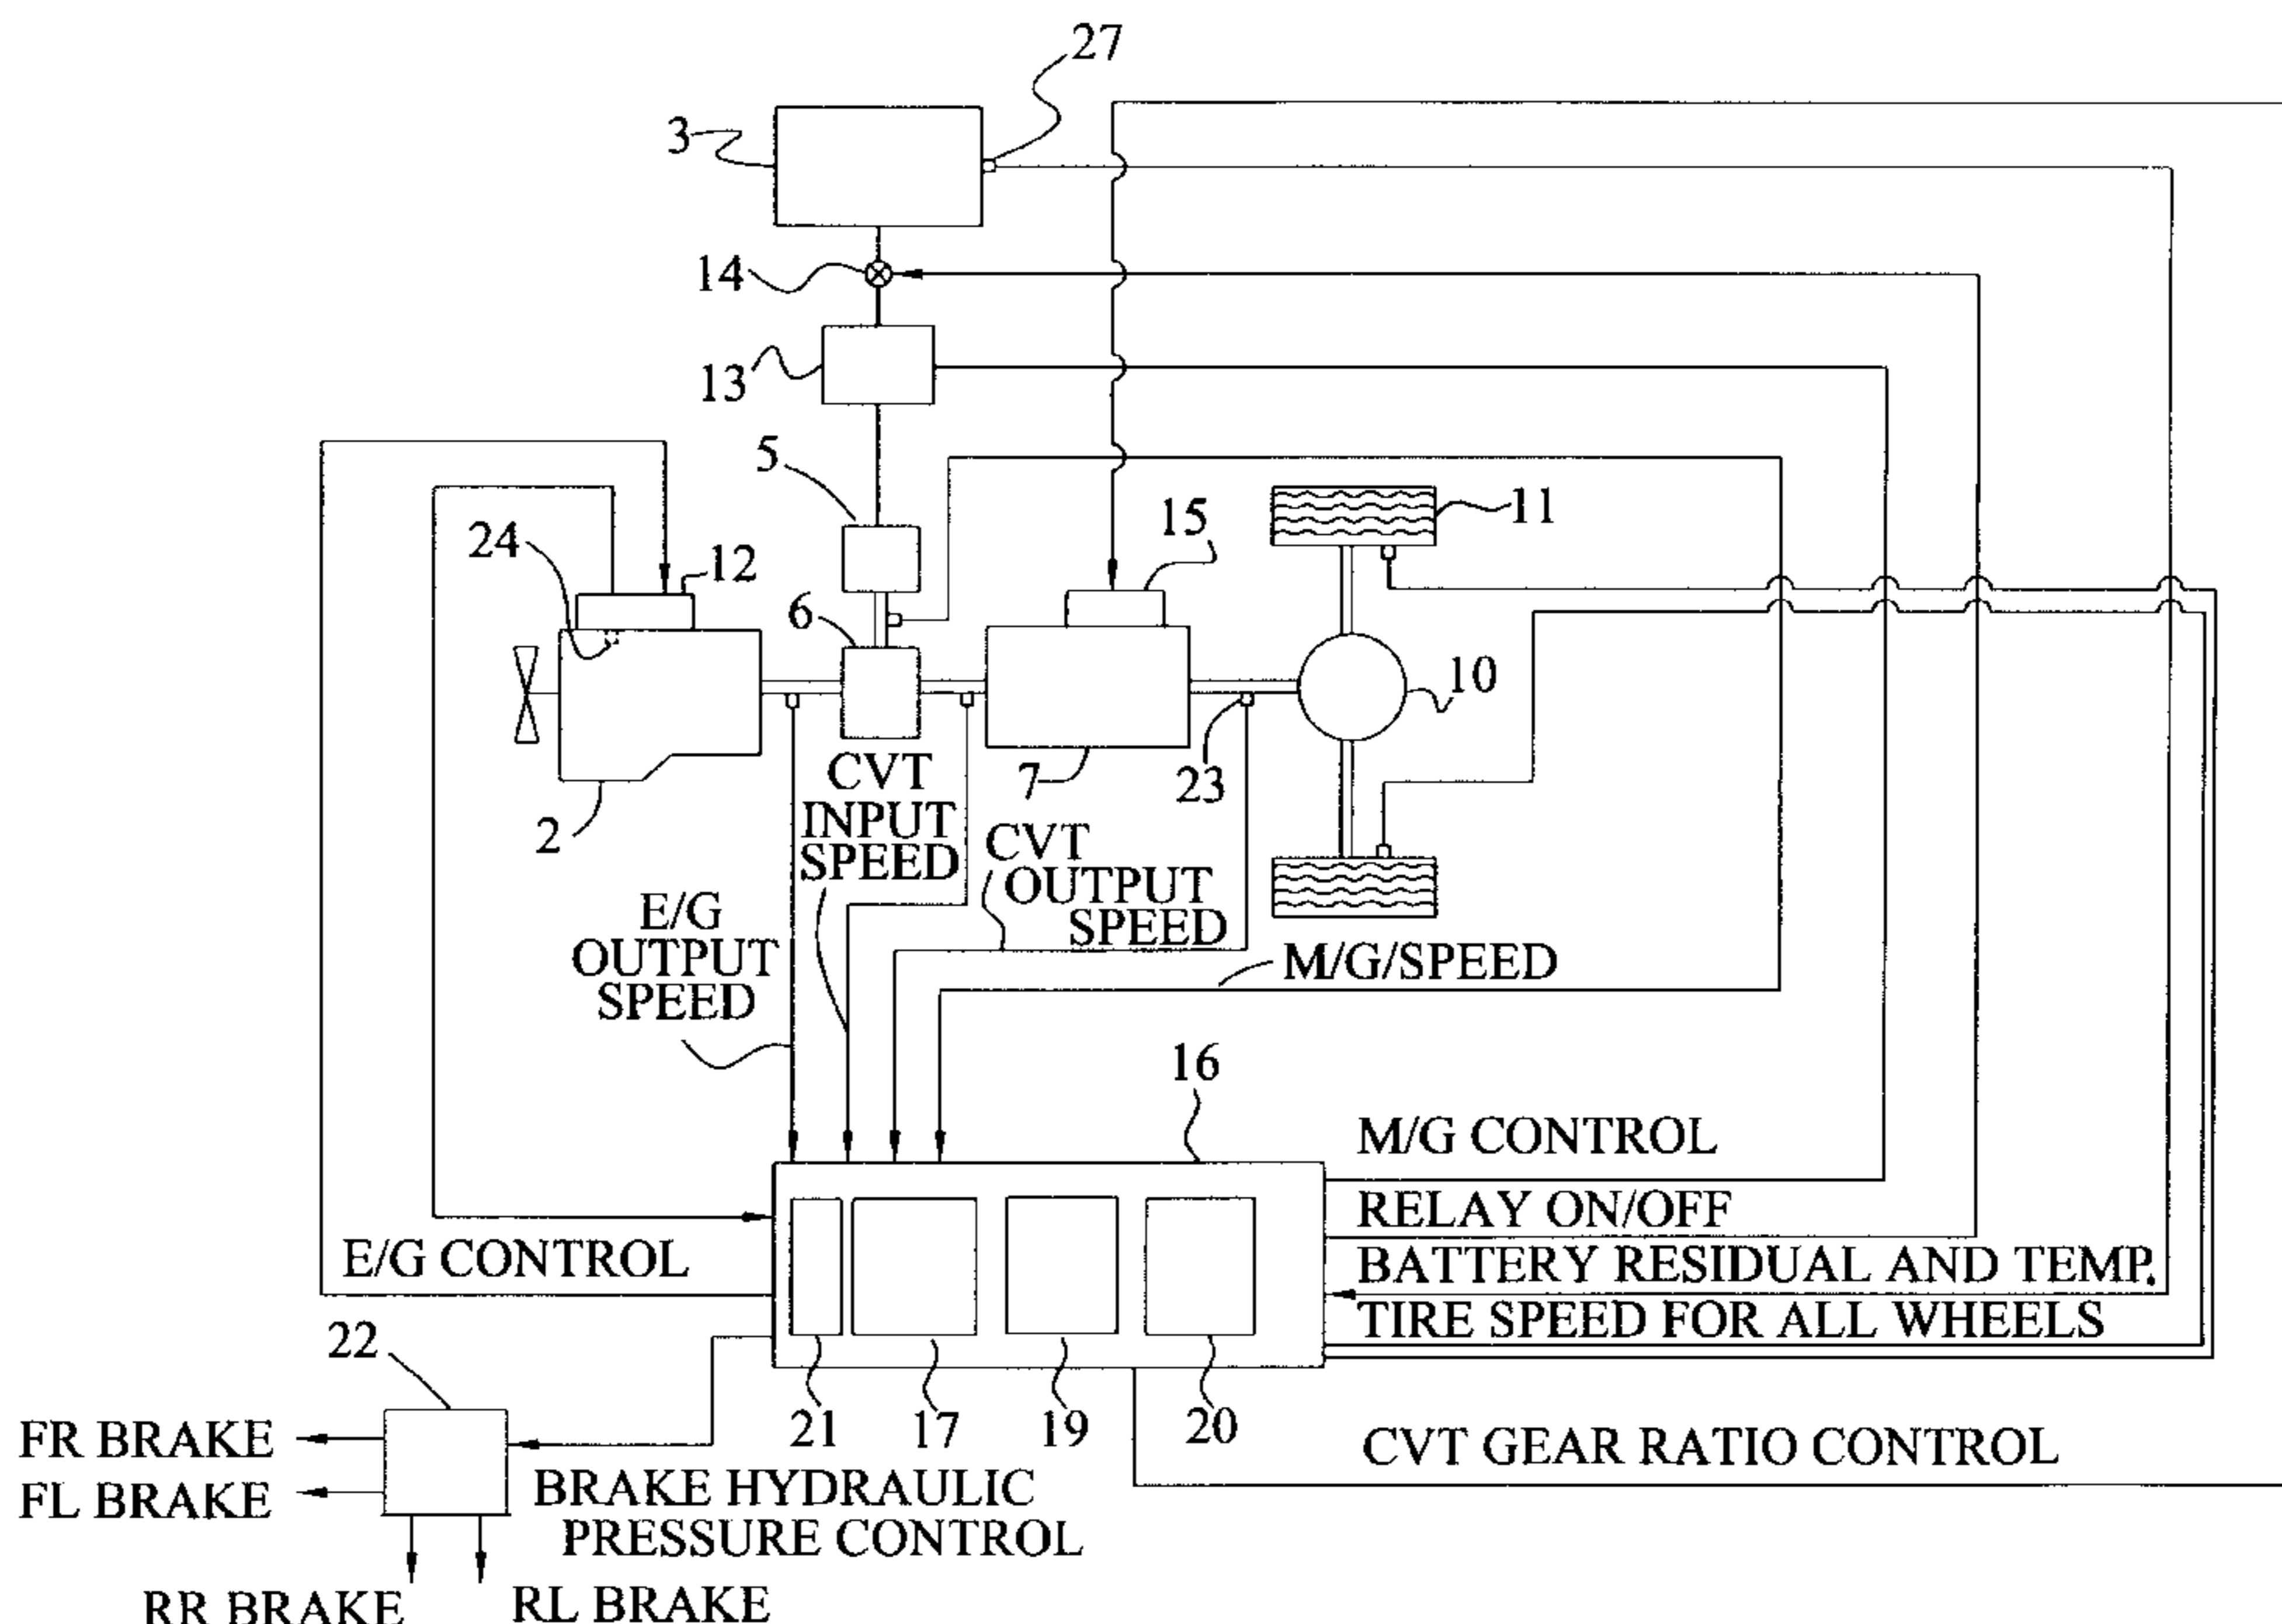 27
3
14
13
5
11
15
24
12
6
10
7
23
CVT
INPUT
SPEED
2
CVT
OUTPUT
SPEED
E/G
OUTPUT
SPEED
M/G/SPEED
16
M/G CONTROL
RELAY ON/OFF
E/G CONTROL
BATTERY RESIDUAL AND TEMP.
TIRE SPEED FOR ALL WHEELS
22
21
17
19
20
FR BRAKE
CVT GEAR RATIO CONTROL
FL BRAKE
BRAKE HYDRAULIC
PRESSURE CONTROL
RR BRAKE
RL BRAKE